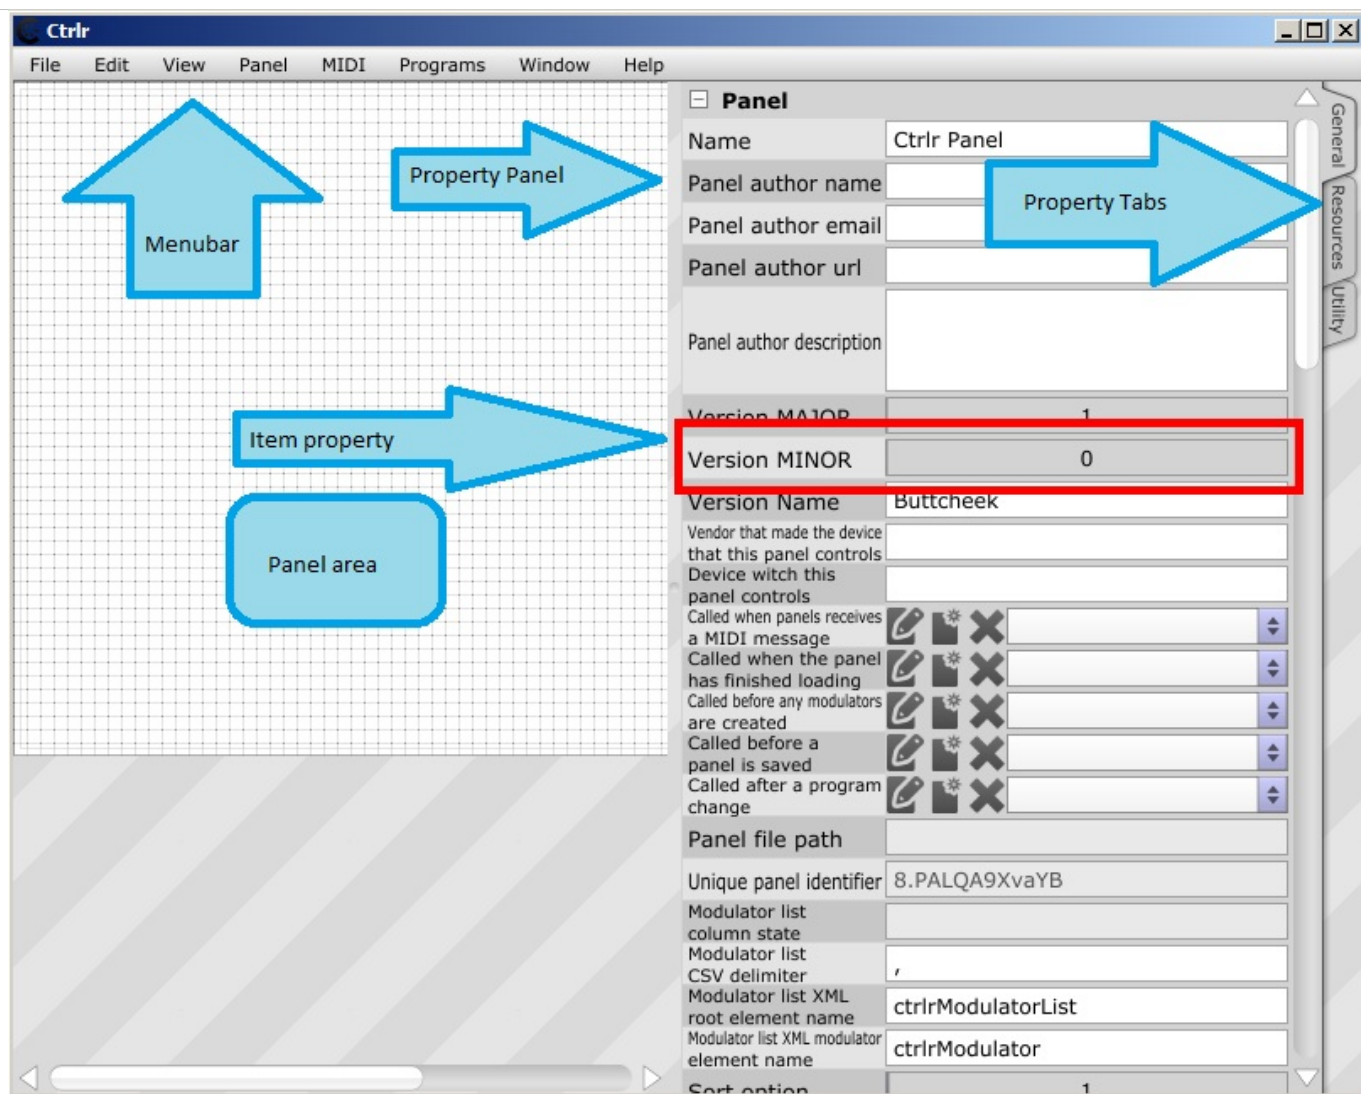 Ctrlr
File Edit View Panel MIDI Programs Window Help
Menubar
Property Panel
Property Tabs
Item property
Panel area
General
Resources
Utility
Panel
Name Ctrlr Panel
Panel author name
Panel author email
Panel author url
Panel author description
Version MAJOR 1
Version MINOR 0
Version Name Buttcheek
Vendor that made the device
that this panel controls
Device witch this
panel controls
Called when panels receives
a MIDI message
Called when the panel
has finished loading
Called before any modulators
are created
Called before a
panel is saved
Called after a program
change
Panel file path
Unique panel identifier 8.PALQA9XvaYB
Modulator list
column state
Modulator list
CSV delimiter ,
Modulator list XML
root element name ctrlrModulatorList
Modulator list XML modulator
element name ctrlrModulator
Sort option 1